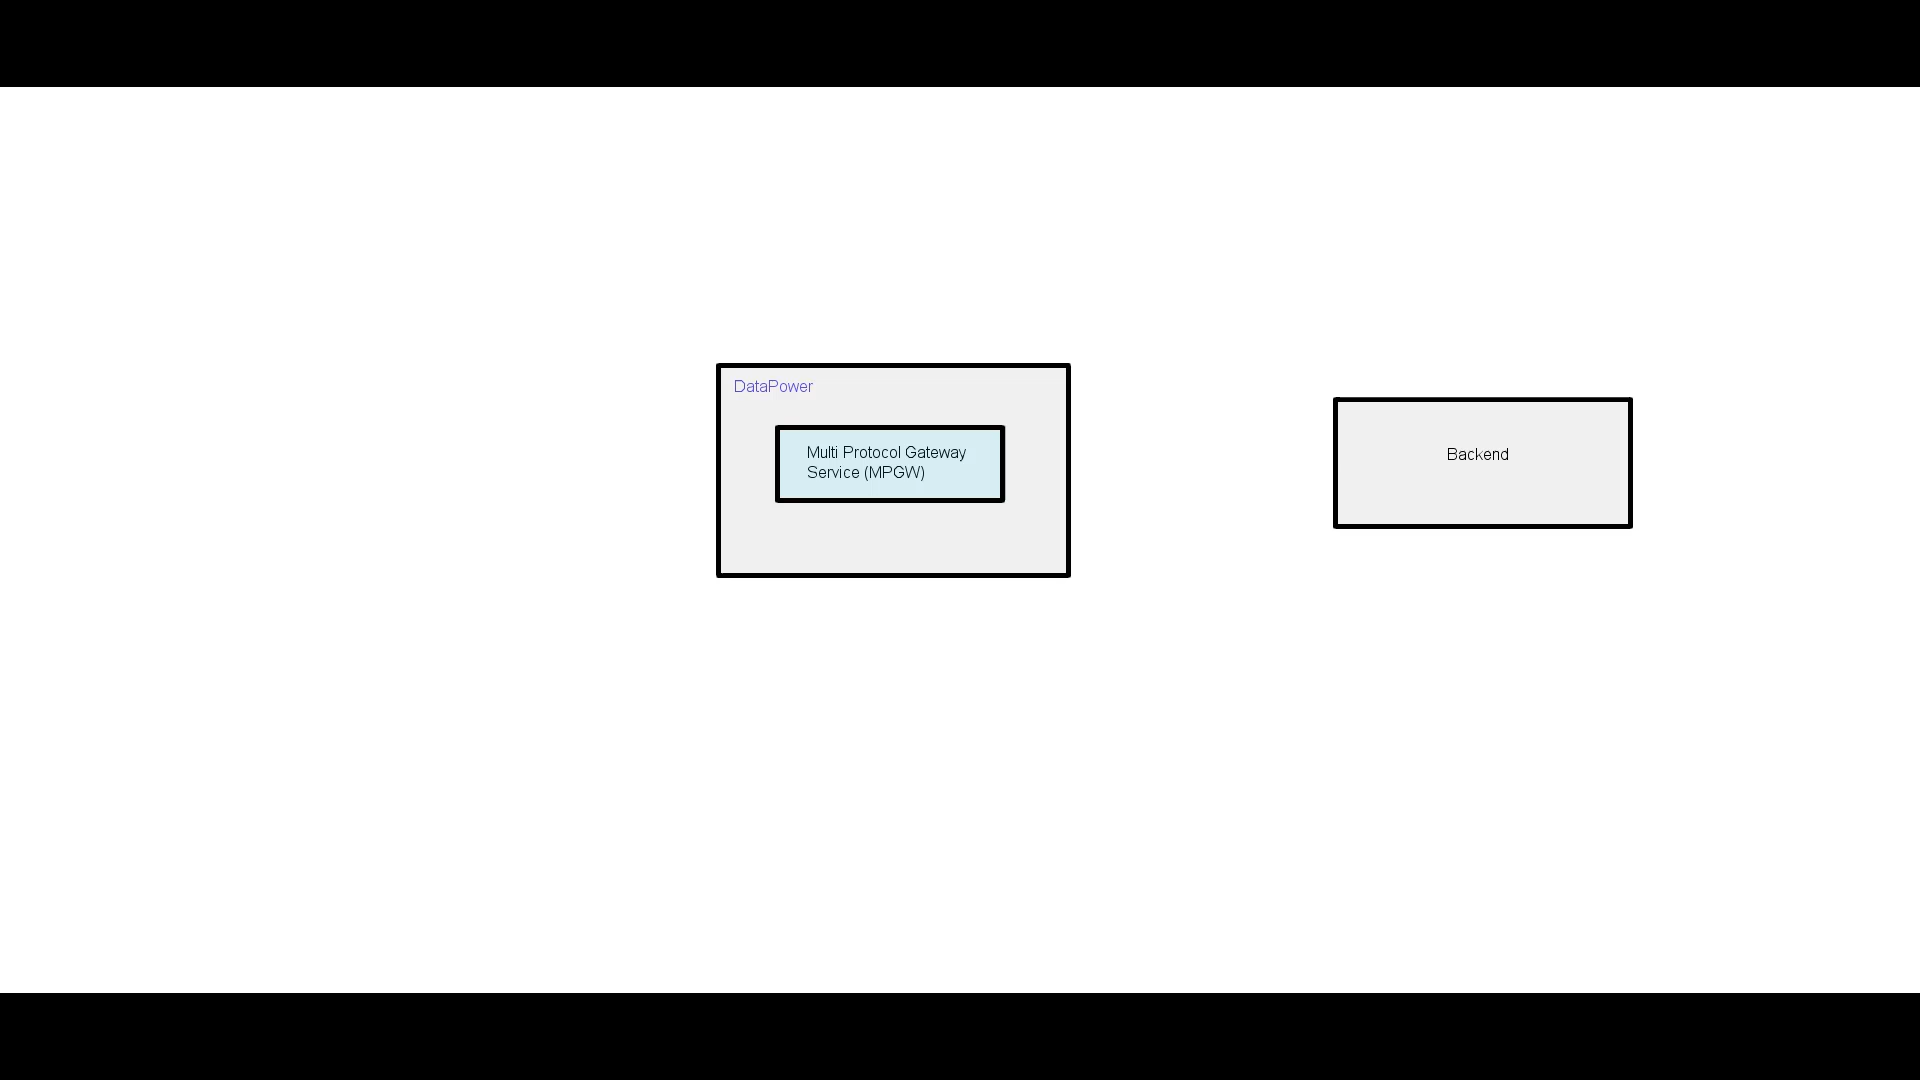 DataPower
Multi Protocol Gateway
Service (MPGW)
Backend